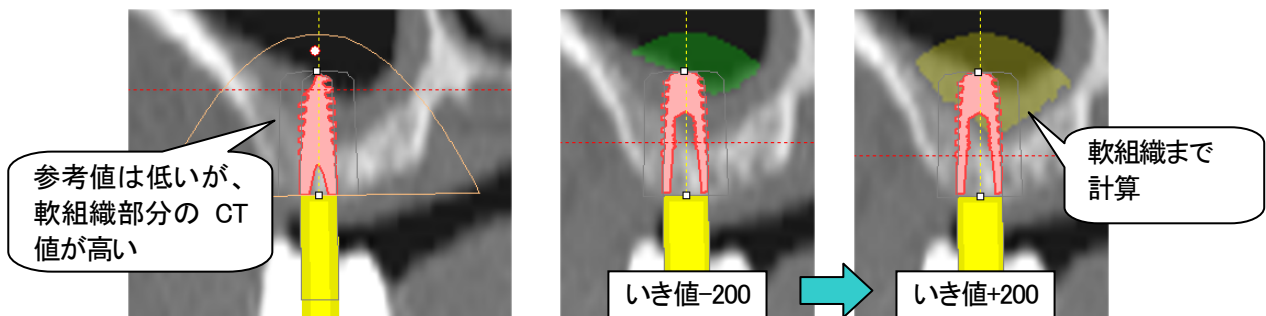 参考値は低いが、
軟組織部分の CT
値が高い
いき値-200
いき値+200
軟組織まで
計算